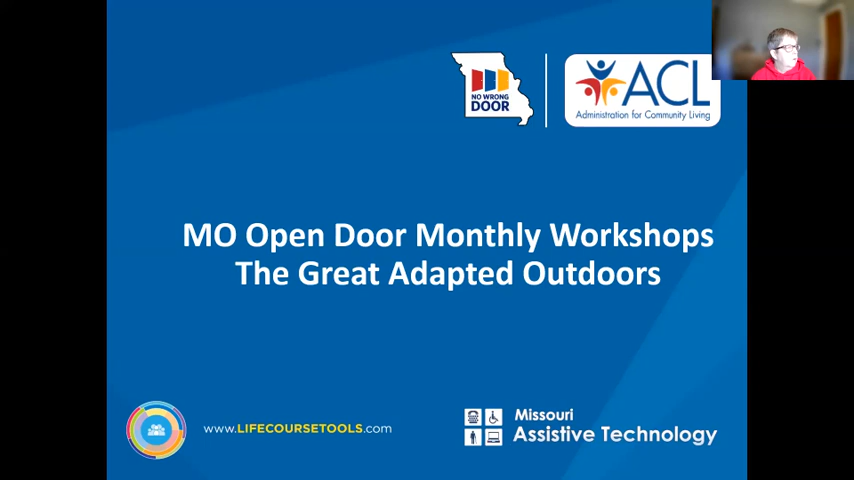 NO WRONG
DOOR
ACL
Administration for Community Living
MO Open Door Monthly Workshops
The Great Adapted Outdoors
www.LIFECOURSETOOLS.com
Missouri
Assistive Technology